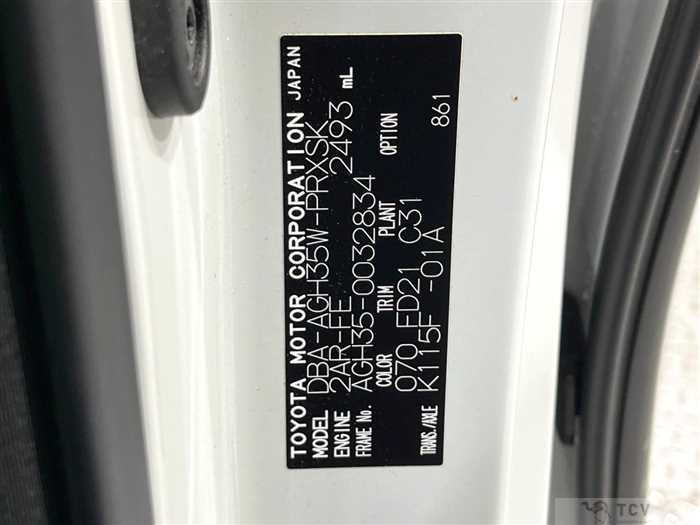 TOYOTA MOTOR CORPORATION JAPAN
MODEL DBA-AGH35W-PRXSK
ENGINE 2AR-FE 2493 mL
FRAME No. AGH35-0032834
COLOR TRIM PLANT OPTION
070 FD21 C31 861
TRANS./AXLE K115F -01A
TCV